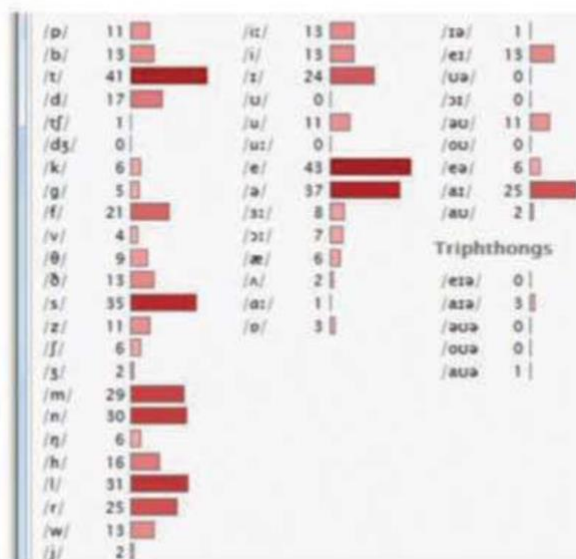 /p/ 11
/b/ 13
/t/ 41
/d/ 17
/tʃ/ 1
/dʒ/ 0
/k/ 6
/g/ 5
/f/ 21
/v/ 4
/θ/ 9
/ð/ 13
/s/ 35
/z/ 11
/ʃ/ 6
/ʒ/ 2
/m/ 29
/n/ 30
/ŋ/ 6
/h/ 16
/l/ 31
/r/ 25
/w/ 13
/j/ 2
/iː/ 13
/i/ 13
/ɪ/ 24
/ʊ/ 0
/u/ 11
/uː/ 0
/e/ 43
/ə/ 37
/ɜː/ 8
/ɔː/ 7
/æ/ 6
/ʌ/ 2
/ɑː/ 1
/ɒ/ 3
/ɪə/ 1
/eɪ/ 13
/ʊə/ 0
/ɔɪ/ 0
/əʊ/ 11
/oʊ/ 0
/eə/ 6
/aɪ/ 25
/aʊ/ 2
Triphthongs
/eɪə/ 0
/aɪə/ 3
/əʊə 0
/oʊə 0
/aʊə 1